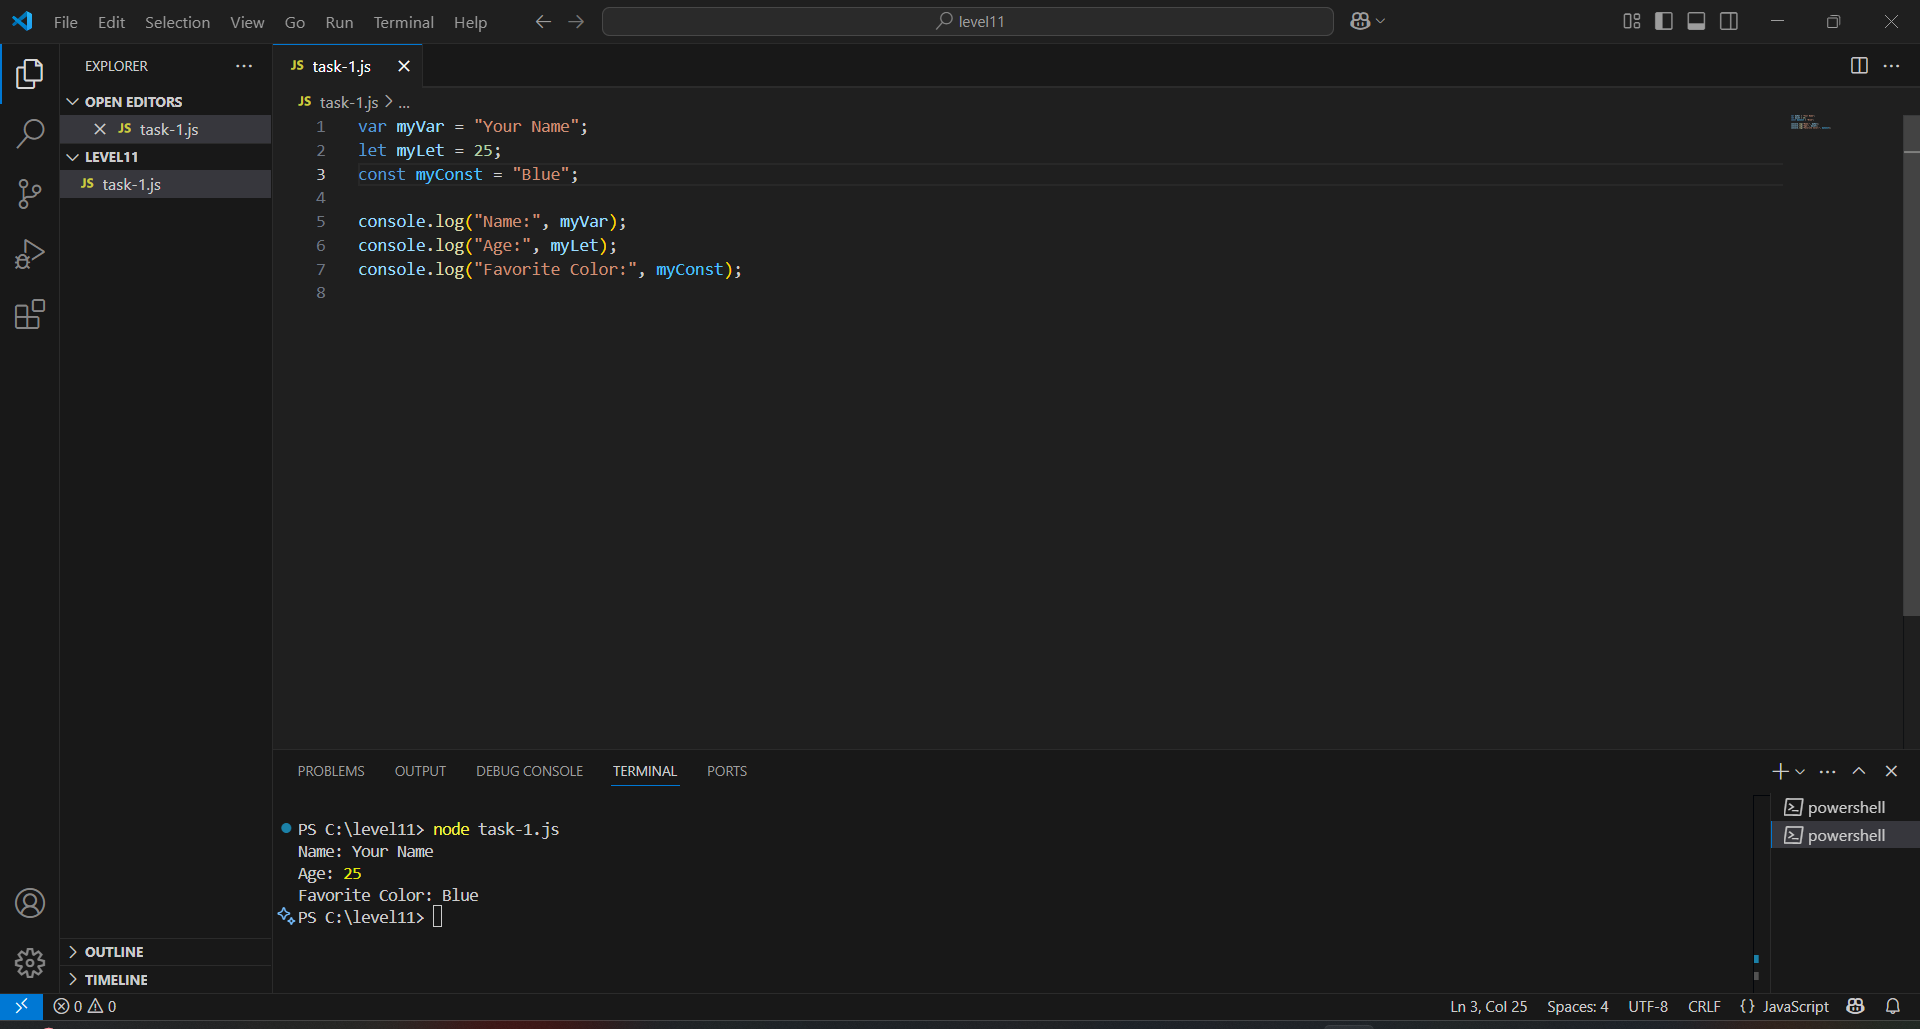 File Edit Selection View Go Run Terminal Help
level11
EXPLORER
OPEN EDITORS
JS task-1.js
LEVEL11
JS task-1.js
OUTLINE
TIMELINE
JS task-1.js
JS task-1.js > ...
1 var myVar = "Your Name";
2 let myLet = 25;
3 const myConst = "Blue";
4
5 console.log("Name:", myVar);
6 console.log("Age:", myLet);
7 console.log("Favorite Color:", myConst);
8
PROBLEMS OUTPUT DEBUG CONSOLE TERMINAL PORTS
PS C:\level11> node task-1.js
Name: Your Name
Age: 25
Favorite Color: Blue
PS C:\level11>
powershell
powershell
0 0
Ln 3, Col 25 Spaces: 4 UTF-8 CRLF {} JavaScript